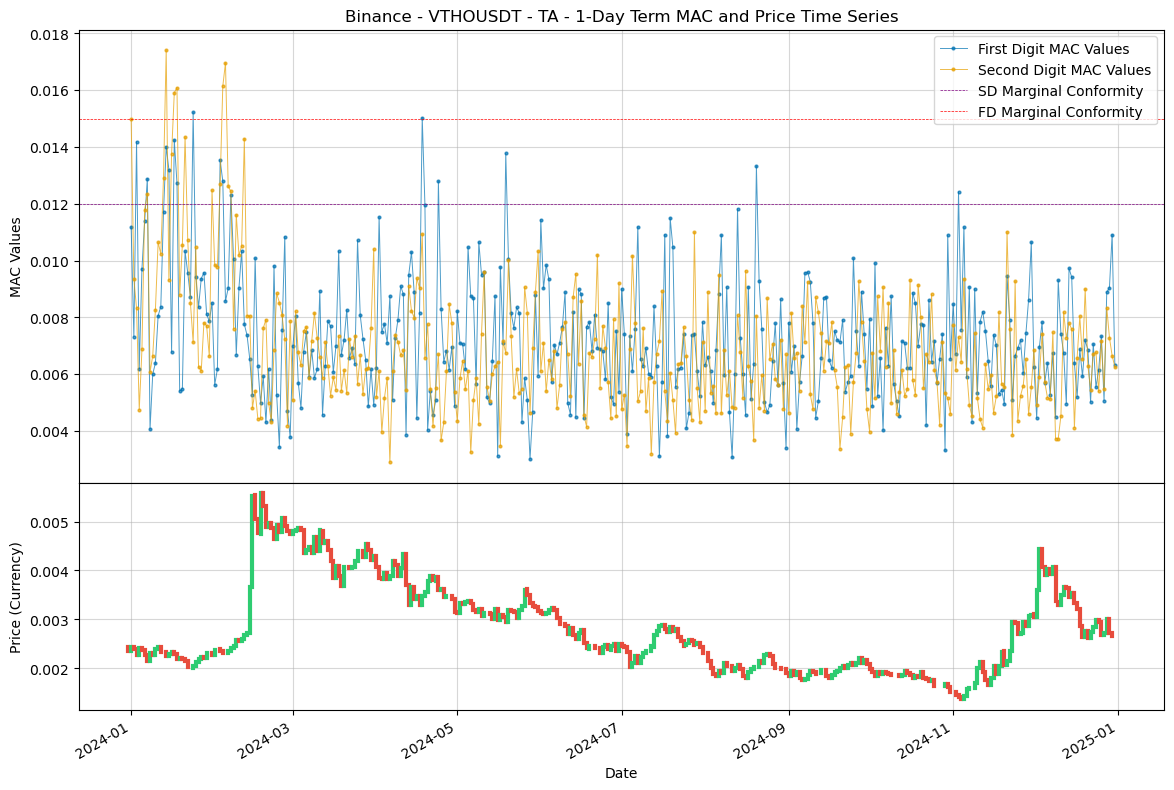 Binance - VTHOUSDT - TA - 1-Day Term MAC and Price Time Series
First Digit MAC Values
Second Digit MAC Values
SD Marginal Conformity
FD Marginal Conformity
MAC Values
0.018
0.016
0.014
0.012
0.010
0.008
0.006
0.004
Price (Currency)
0.005
0.004
0.003
0.002
2024-01
2024-03
2024-05
2024-07
2024-09
2024-11
2025-01
Date